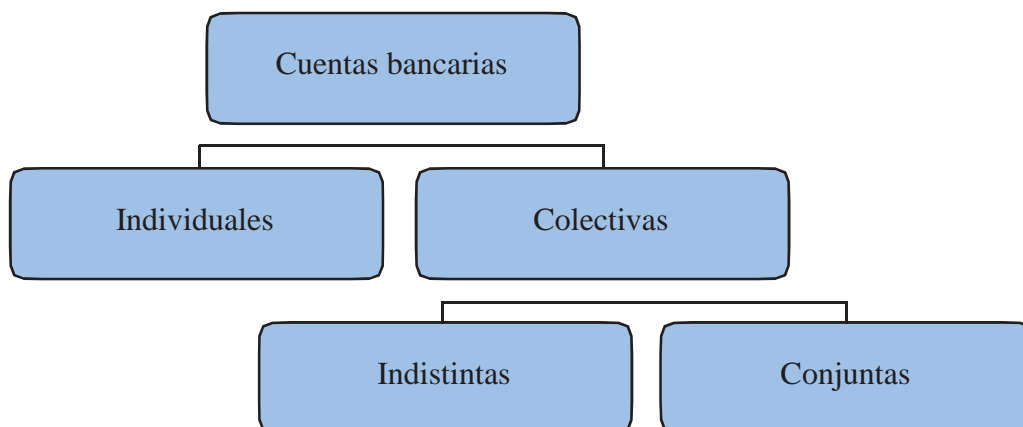 Cuentas bancarias
Individuales
Colectivas
Indistintas
Conjuntas